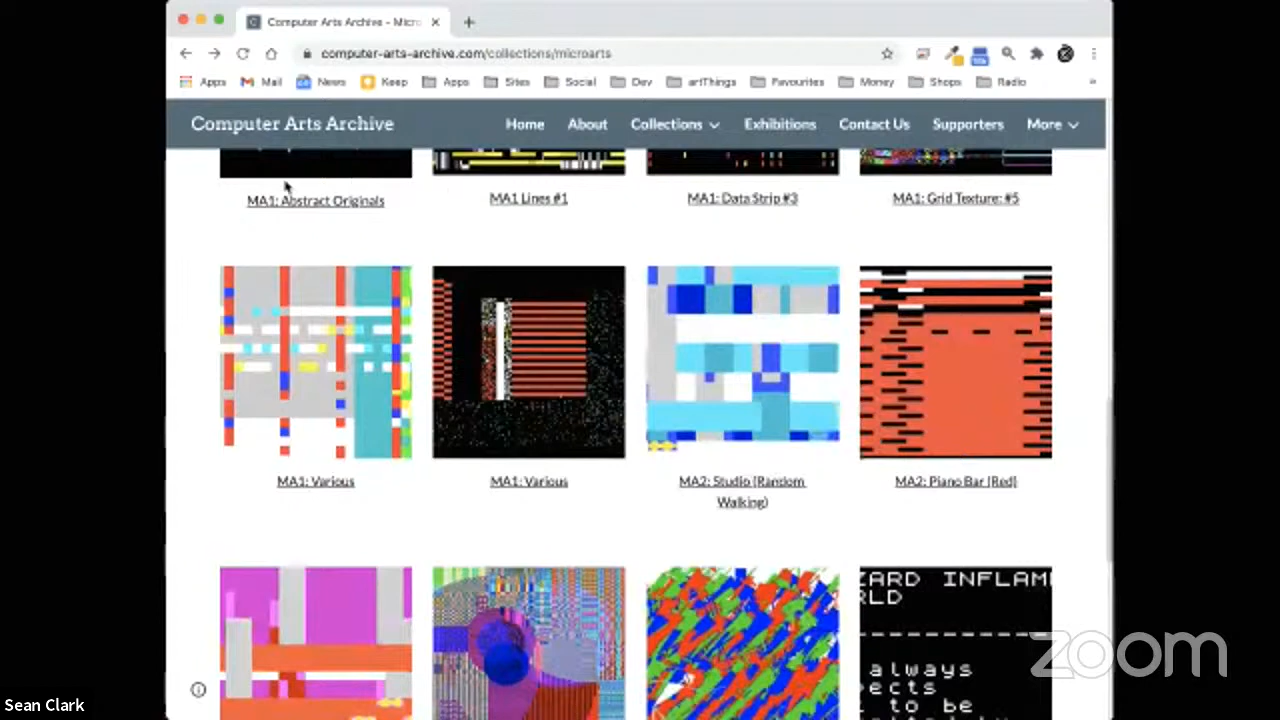 Computer Arts Archive - Micro
computer-arts-archive.com/collections/microarts
Apps Mail News Keep Apps Sites Social Dev artThings Favourites Money Shops Radio »
Computer Arts Archive Home About Collections Exhibitions Contact Us Supporters More
MA1: Abstract Originals
MA1 Lines #1
MA1: Data Strip #3
MA1: Grid Texture: #5
MA1: Various
MA1: Various
MA2: Studio (Random
Walking)
MA2: Piano Bar (Red)
ZARD INFLAM
RLD
always
pects
to be
zoom
Sean Clark